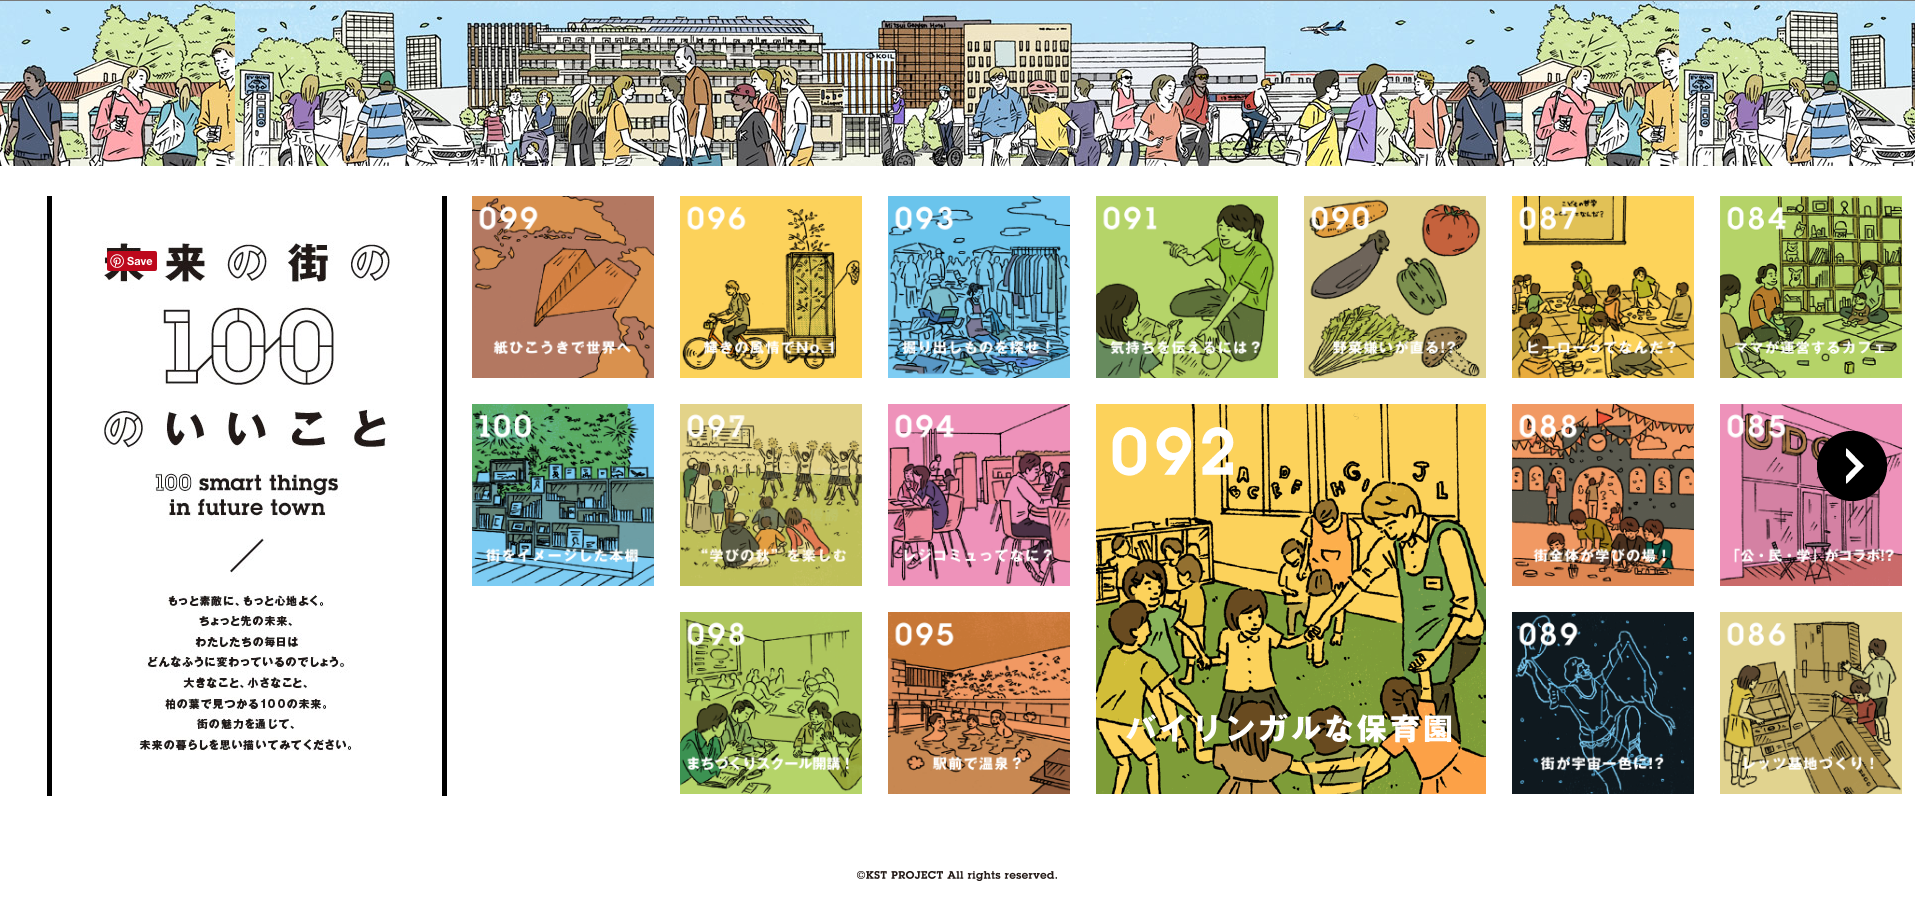 EV QUICK
KOIL
Mitsui Garden Hotel
Save
未来の街の
100
のいいこと
100 smart things
in future town
もっと素敵に、もっと心地よく。
ちょっと先の未来、
わたしたちの毎日は
どんなふうに変わっているのでしょう。
大きなこと、小さなこと、
柏の葉で見つかる100の未来。
街の魅力を通じて、
未来の暮らしを思い描いてみてください。
099
紙ひこうきで世界へ
096
輝きの風情でNo.1
093
掘り出しものを探せ！
091
気持ちを伝えるには？
090
野菜嫌いが直る!?
087
ヒーローってなんだ？
084
ママが運営するカフェ
100
街をイメージした本棚
097
“学びの秋”を楽しむ
094
レジコミュってなに？
092
A B C D E F H G I J L
バイリンガルな保育園
088
街全体が学びの場！
085
「公・民・学」がコラボ!?
098
まちづくりスクール開講！
095
駅前で温泉？
089
街が宇宙一色に!?
086
レッツ基地づくり！
©KST PROJECT All rights reserved.